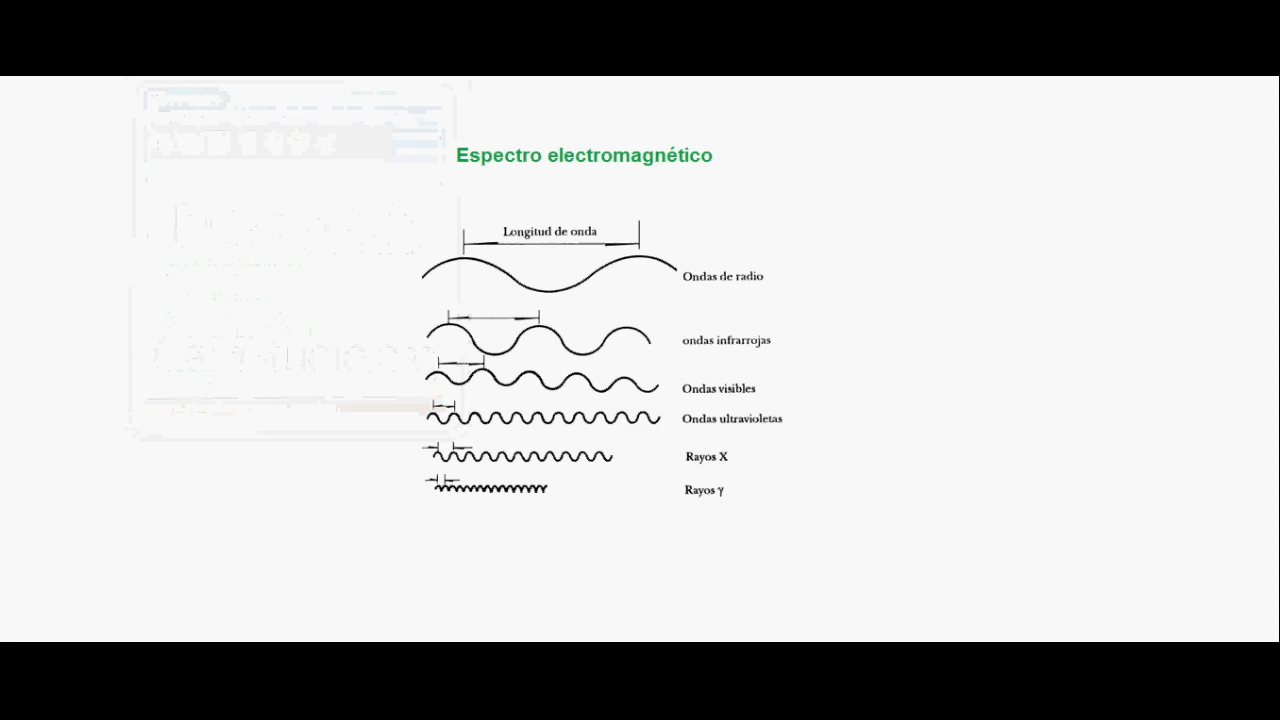 Espectro electromagnético
Longitud de onda
Ondas de radio
ondas infrarrojas
Ondas visibles
Ondas ultravioletas
Rayos X
Rayos γ